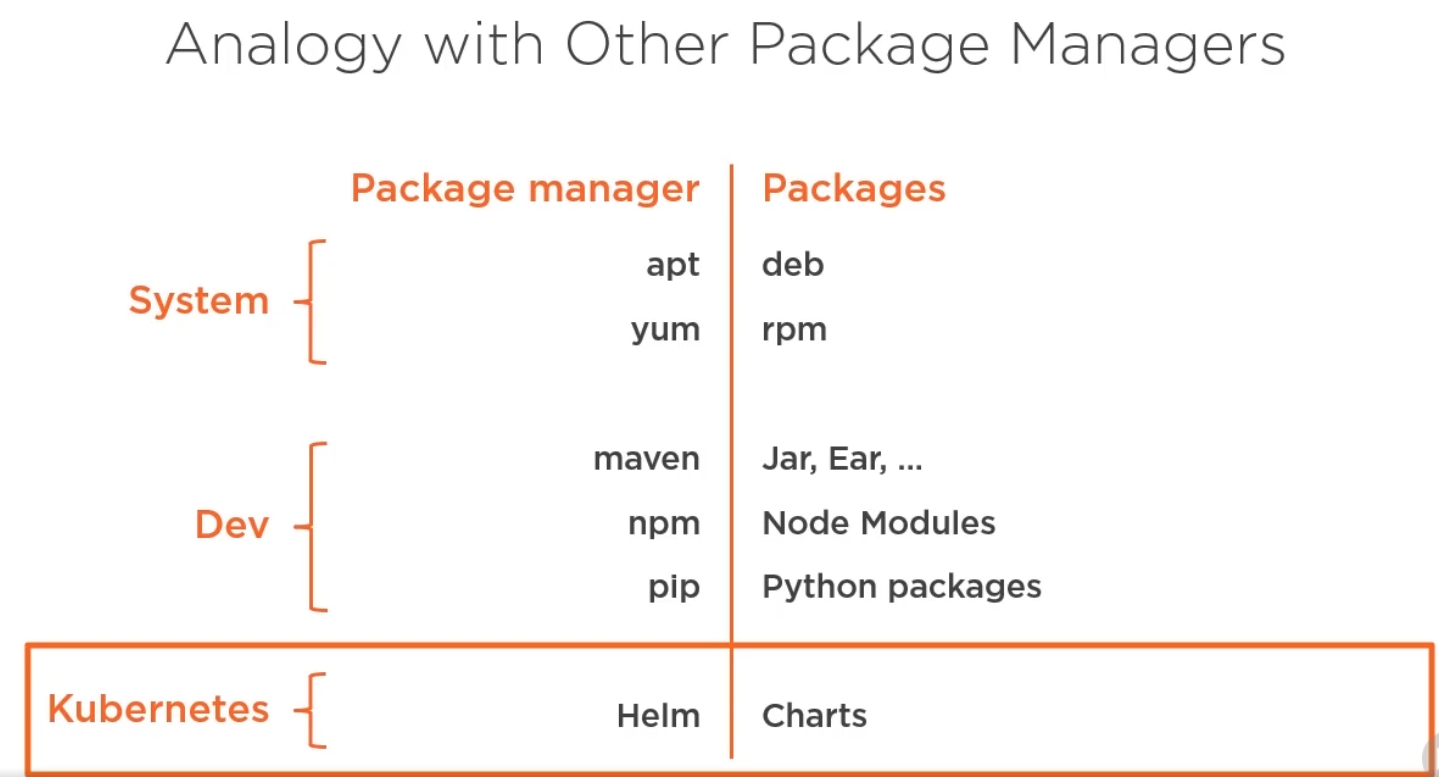 Analogy with Other Package Managers
Package manager Packages
System
apt deb
yum rpm
Dev
maven Jar, Ear, ...
npm Node Modules
pip Python packages
Kubernetes
Helm Charts